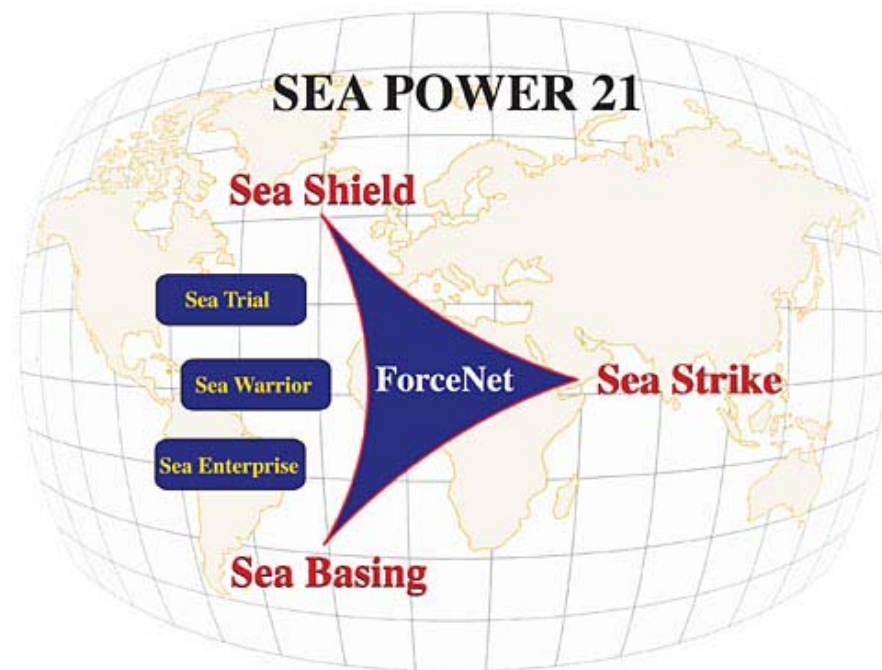 SEA POWER 21
Sea Shield
Sea Trial
Sea Warrior
ForceNet
Sea Strike
Sea Enterprise
Sea Basing